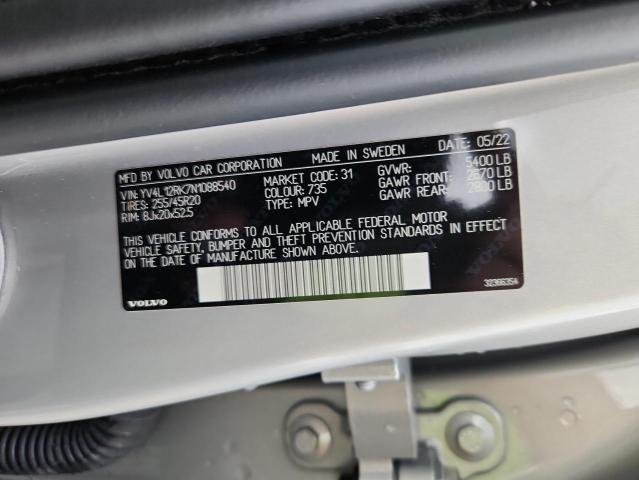 MFD BY VOLVO CAR CORPORATION MADE IN SWEDEN DATE: 05/22
VIN: YV4L12RK7N1088540 MARKET CODE: 31 GVWR: 5400 LB
TIRES: 255/45R20 COLOUR: 735 GAWR FRONT: 2670 LB
RIM: 8Jx20x52.5 TYPE: MPV GAWR REAR: 2800 LB
THIS VEHICLE CONFORMS TO ALL APPLICABLE FEDERAL MOTOR
VEHICLE SAFETY, BUMPER AND THEFT PREVENTION STANDARDS IN EFFECT
ON THE DATE OF MANUFACTURE SHOWN ABOVE.
VOLVO